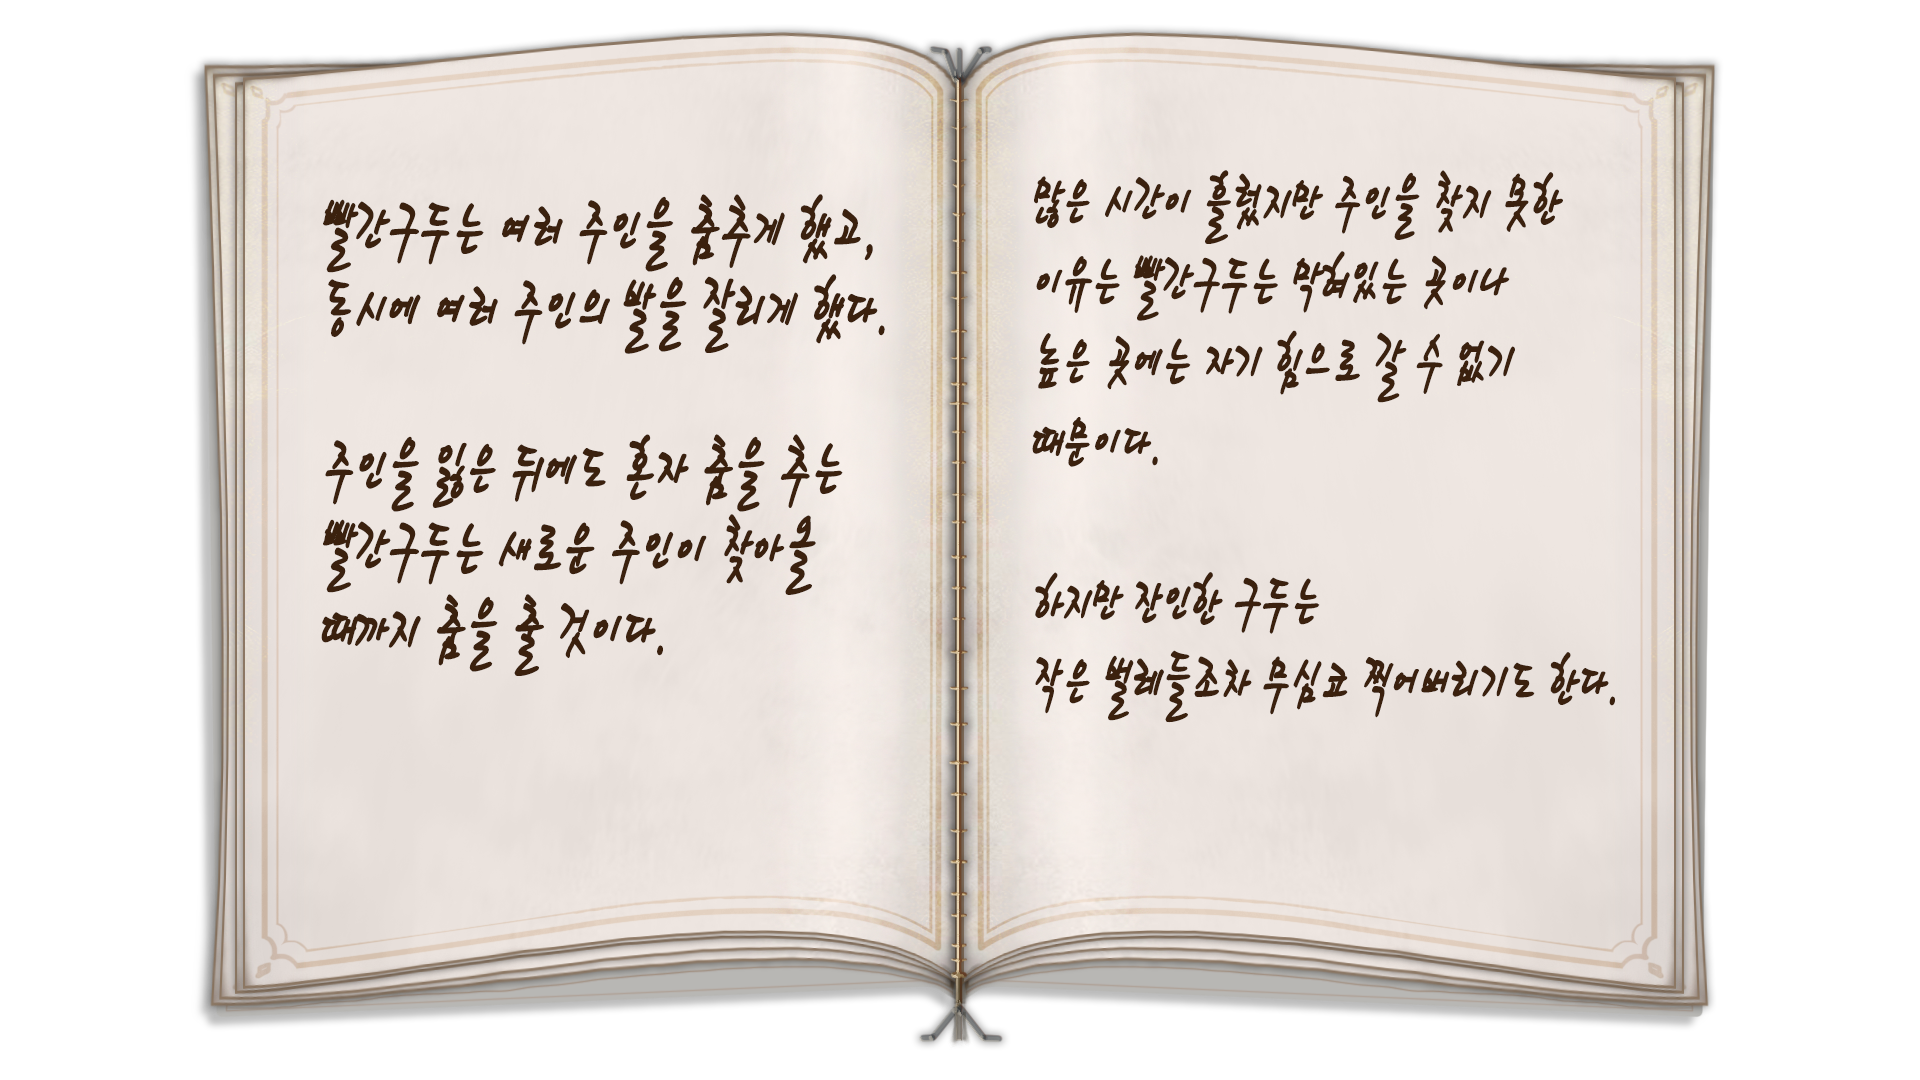 빨간구두는 여러 주인을 춤추게 했고,
동시에 여러 주인의 발을 잘리게 했다.
주인을 잃은 뒤에도 혼자 춤을 추는
빨간구두는 새로운 주인이 찾아올
때까지 춤을 출 것이다.
많은 시간이 흘렀지만 주인을 찾지 못한
이유는 빨간구두는 막혀있는 곳이나
높은 곳에는 자기 힘으로 갈 수 없기
때문이다.
하지만 잔인한 구두는
작은 벌레들조차 무심코 찍어버리기도 한다.